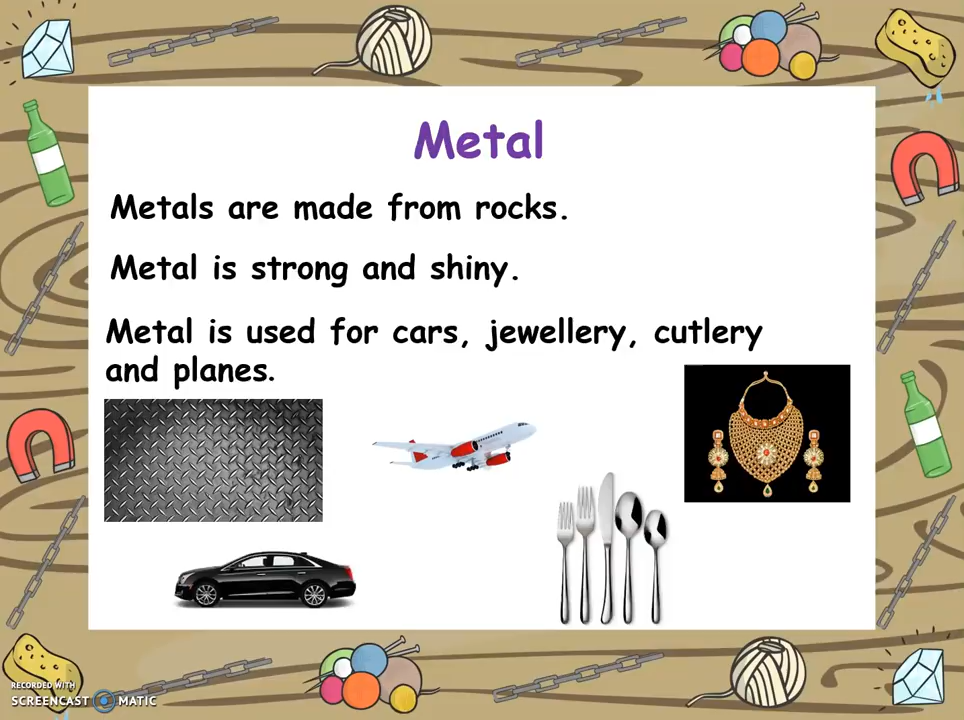 Metal
Metals are made from rocks.
Metal is strong and shiny.
Metal is used for cars, jewellery, cutlery
and planes.
RECORDED WITH
SCREENCAST MATIC